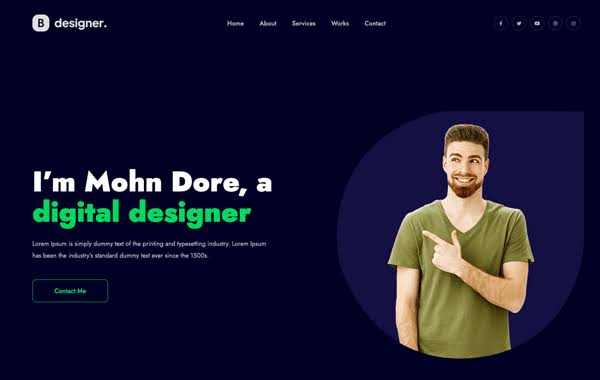 B designer.
Home About Services Works Contact
I'm Mohn Dore, a
digital designer
Lorem Ipsum is simply dummy text of the printing and typesetting industry. Lorem Ipsum
has been the industry's standard dummy text ever since the 1500s.
Contact Me